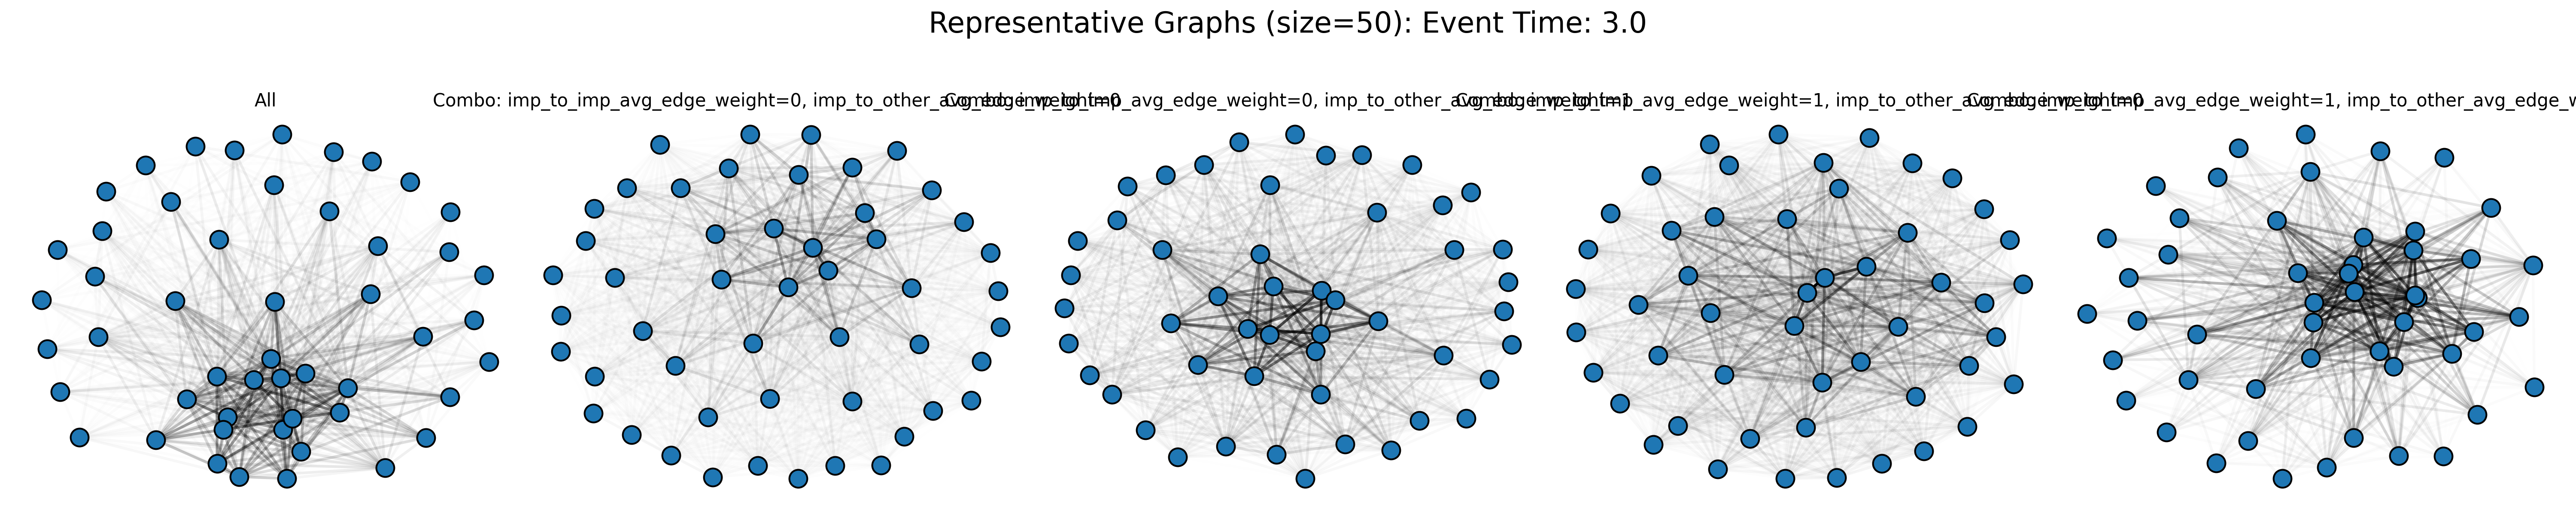 Representative Graphs (size=50): Event Time: 3.0
All
Combo: imp_to_imp_avg_edge_weight=0, imp_to_other_avg_edge_weight=0
Combo: imp_to_imp_avg_edge_weight=0, imp_to_other_avg_edge_weight=1
Combo: imp_to_imp_avg_edge_weight=1, imp_to_other_avg_edge_weight=0
Combo: imp_to_imp_avg_edge_weight=1, imp_to_other_avg_edge_w